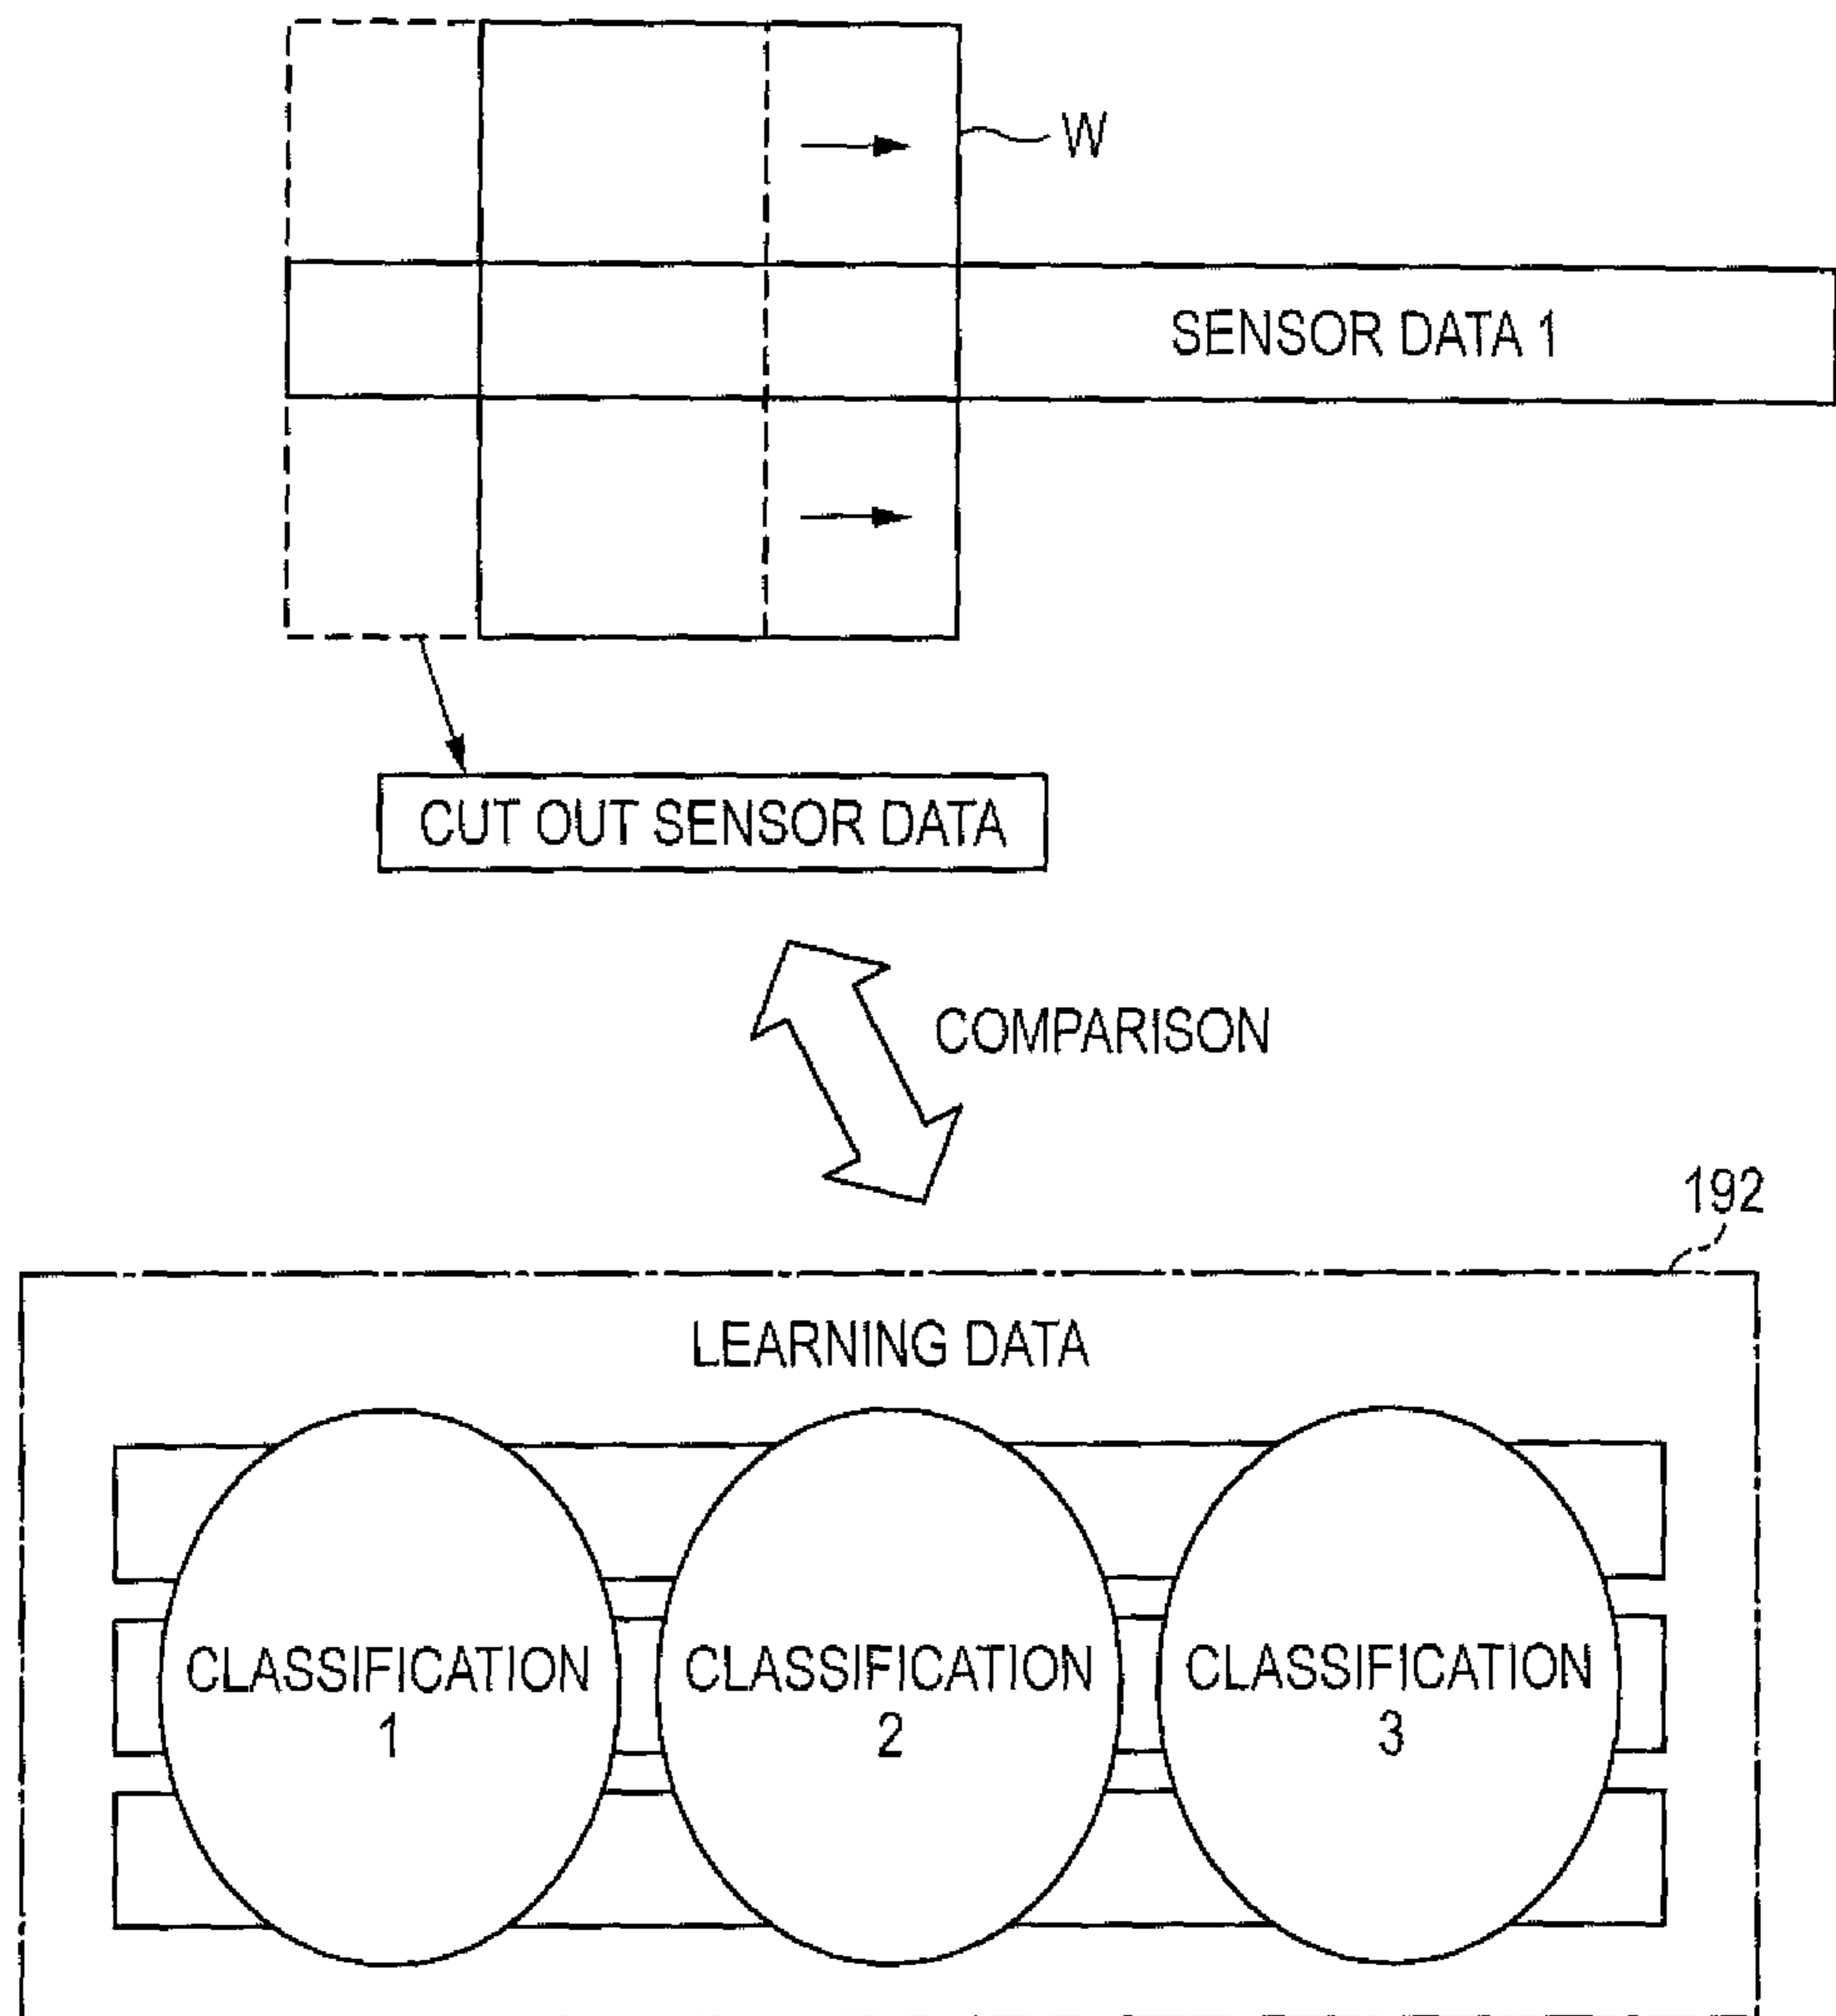 W
SENSOR DATA 1
CUT OUT SENSOR DATA
COMPARISON
192
LEARNING DATA
CLASSIFICATION
1
CLASSIFICATION
2
CLASSIFICATION
3